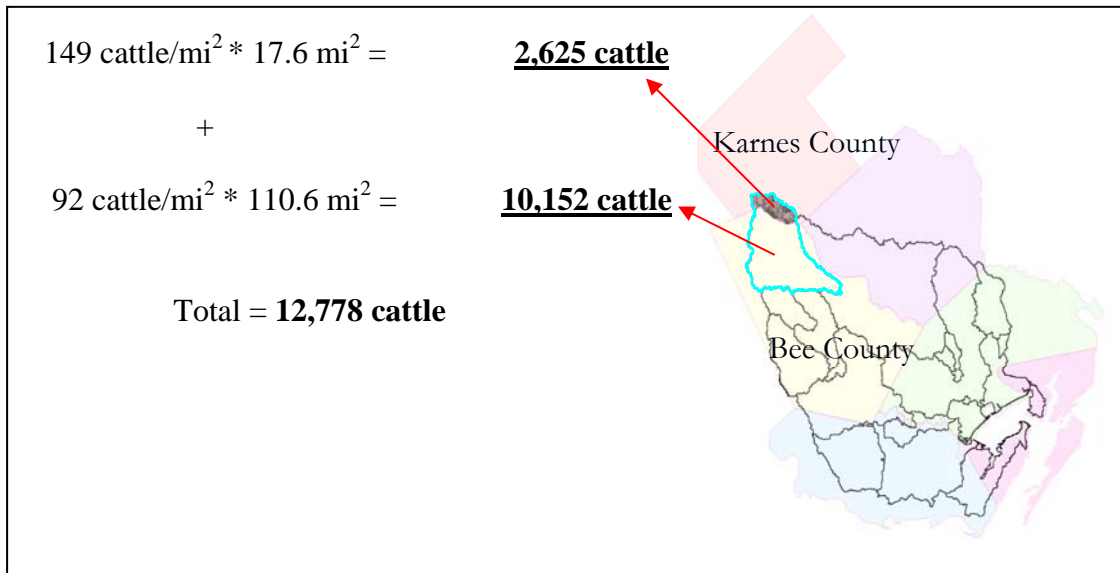 149 cattle/mi² * 17.6 mi² = 2,625 cattle
+
Karnes County
92 cattle/mi² * 110.6 mi² = 10,152 cattle
Total = 12,778 cattle
Bee County